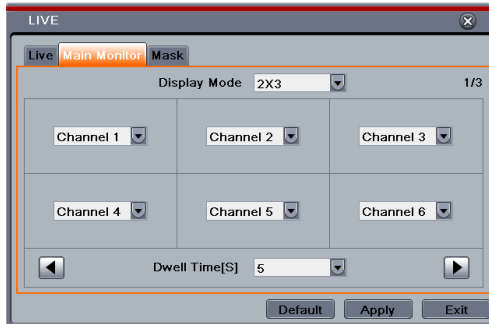 LIVE
Live Main Monitor Mask
Display Mode 2X3 1/3
Channel 1 Channel 2 Channel 3
Channel 4 Channel 5 Channel 6
Dwell Time[S] 5
Default Apply Exit